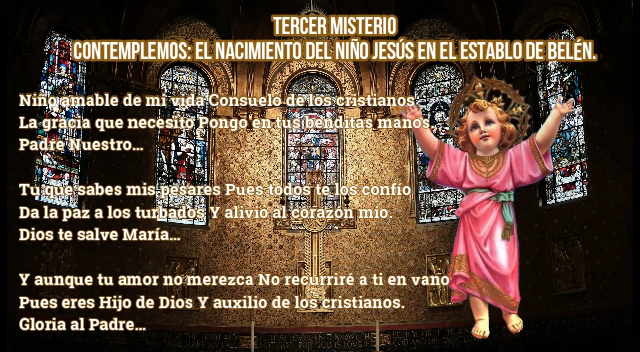 TERCER MISTERIO
CONTEMPLEMOS: EL NACIMIENTO DEL NIÑO JESÚS EN EL ESTABLO DE BELÉN.
Niño amable de mi vida Consuelo de los cristianos
La gracia que necesito Pongo en tus benditas manos.
Padre Nuestro...
Tu que sabes mis pesares Pues todos te los confío
Da la paz a los turbados Y alivio al corazón mío.
Dios te salve María...
Y aunque tu amor no merezca No recurriré a ti en vano
Pues eres Hijo de Dios Y auxilio de los cristianos.
Gloria al Padre...